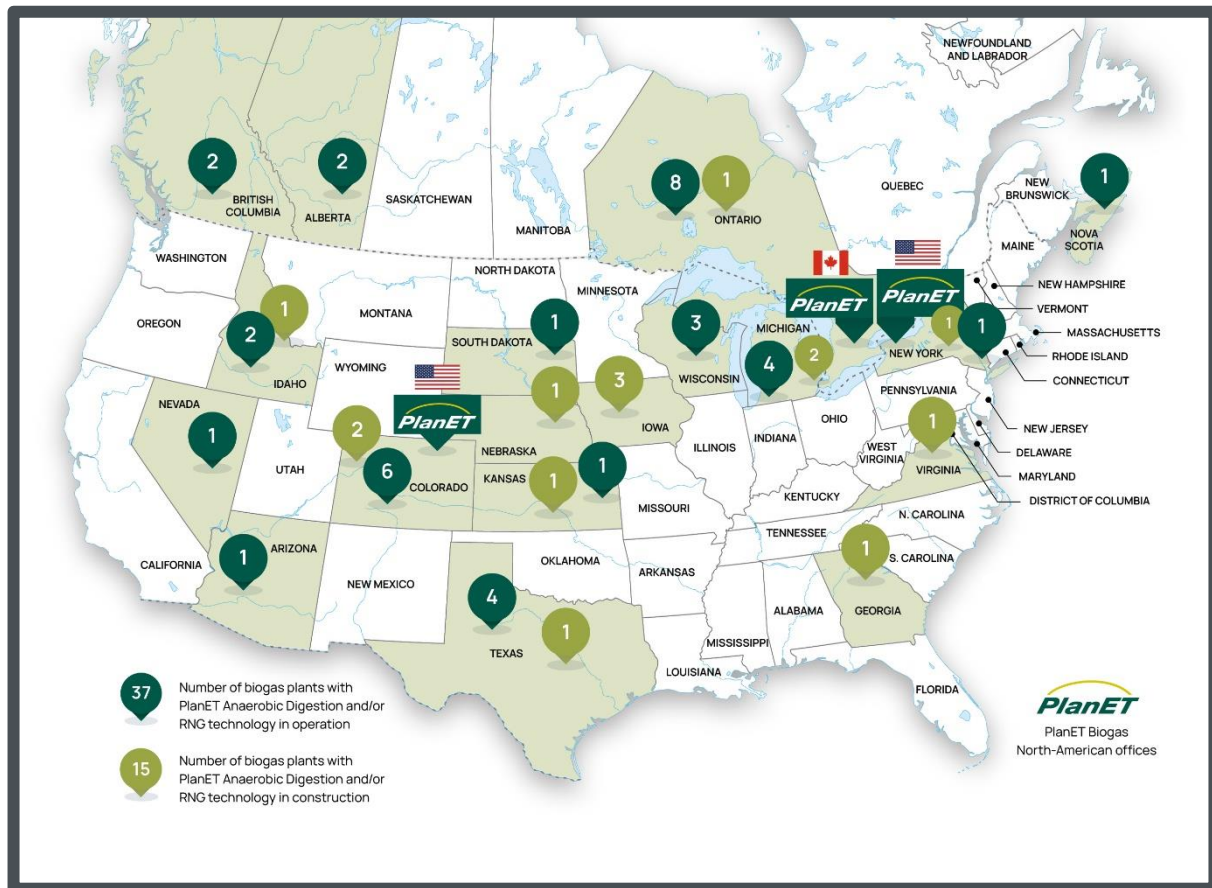 NEWFOUNDLAND
AND LABRADOR
2
2
8
1
1
BRITISH
COLUMBIA
ALBERTA
SASKATCHEWAN
MANITOBA
ONTARIO
QUEBEC
NEW
BRUNSWICK
NOVA
SCOTIA
MAINE
WASHINGTON
NORTH DAKOTA
MINNESOTA
PlanET
PlanET
NEW HAMPSHIRE
VERMONT
MASSACHUSETTS
RHODE ISLAND
CONNECTICUT
OREGON
1
2
IDAHO
MONTANA
1
SOUTH DAKOTA
3
WISCONSIN
MICHIGAN
4
2
1
1
NEW YORK
WYOMING
PlanET
1
3
IOWA
PENNSYLVANIA
NEVADA
1
UTAH
2
6
COLORADO
NEBRASKA
KANSAS
1
1
ILLINOIS
INDIANA
OHIO
WEST
VIRGINIA
1
VIRGINIA
NEW JERSEY
DELAWARE
MARYLAND
DISTRICT OF COLUMBIA
MISSOURI
KENTUCKY
CALIFORNIA
1
ARIZONA
NEW MEXICO
OKLAHOMA
ARKANSAS
TENNESSEE
N. CAROLINA
1
S. CAROLINA
4
1
TEXAS
LOUISIANA
MISSISSIPPI
ALABAMA
GEORGIA
FLORIDA
37
Number of biogas plants with
PlanET Anaerobic Digestion and/or
RNG technology in operation
15
Number of biogas plants with
PlanET Anaerobic Digestion and/or
RNG technology in construction
PlanET
PlanET Biogas
North-American offices